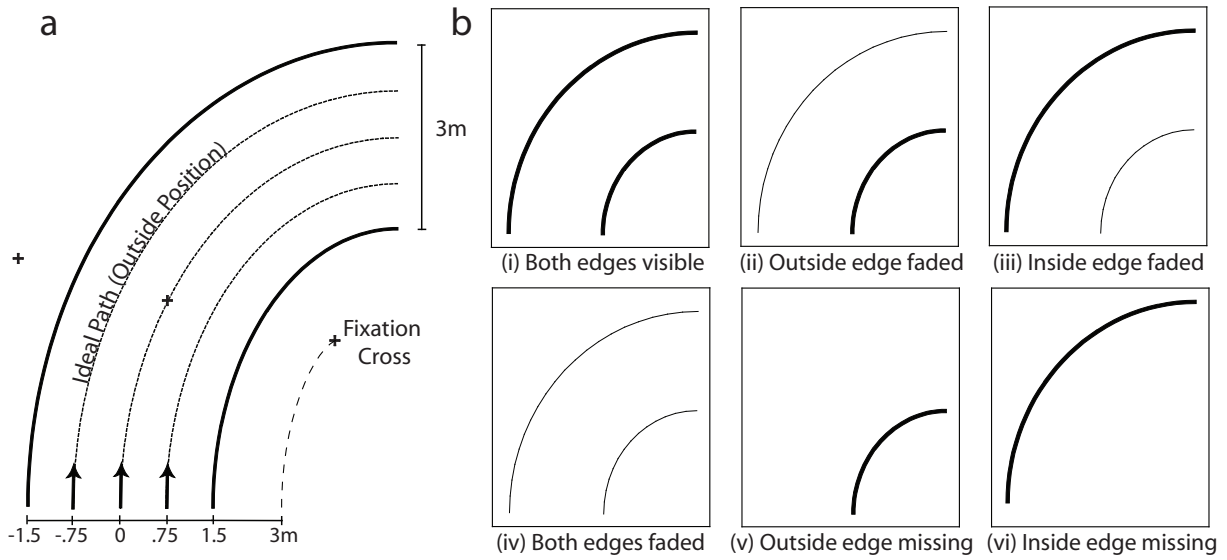 a
3m
Ideal Path (Outside Position)
Fixation
Cross
-1.5 -.75 0 .75 1.5 3m
b
(i) Both edges visible
(ii) Outside edge faded
(iii) Inside edge faded
(iv) Both edges faded
(v) Outside edge missing
(vi) Inside edge missing